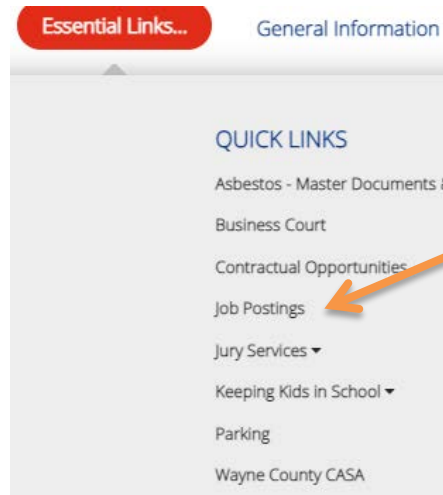 Essential Links... General Information
QUICK LINKS
Asbestos - Master Documents &
Business Court
Contractual Opportunities
Job Postings
Jury Services
Keeping Kids in School
Parking
Wayne County CASA